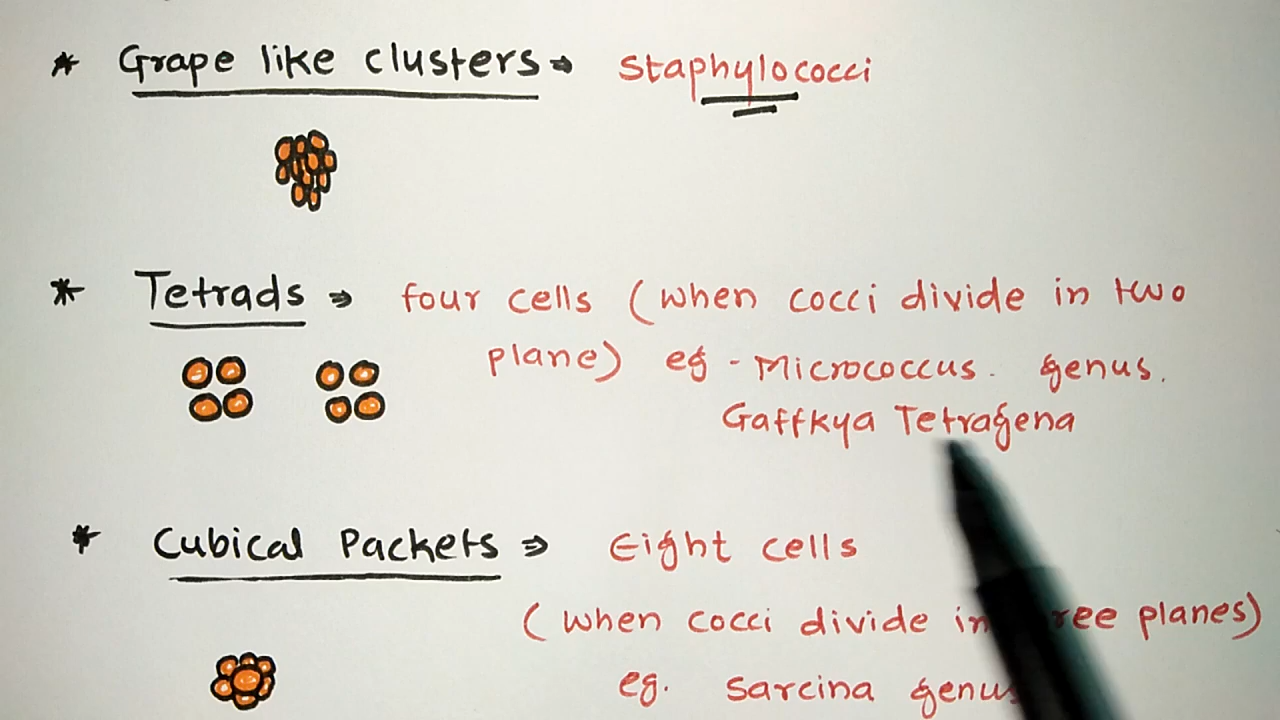 * Grape like clusters ⇒ staphylococci
* Tetrads ⇒ four cells (when cocci divide in two
plane) eg - Micrococcus. genus.
Gaffkya Tetragena
* Cubical Packets ⇒ Eight cells
(when cocci divide in ree planes)
eg. sarcina genus